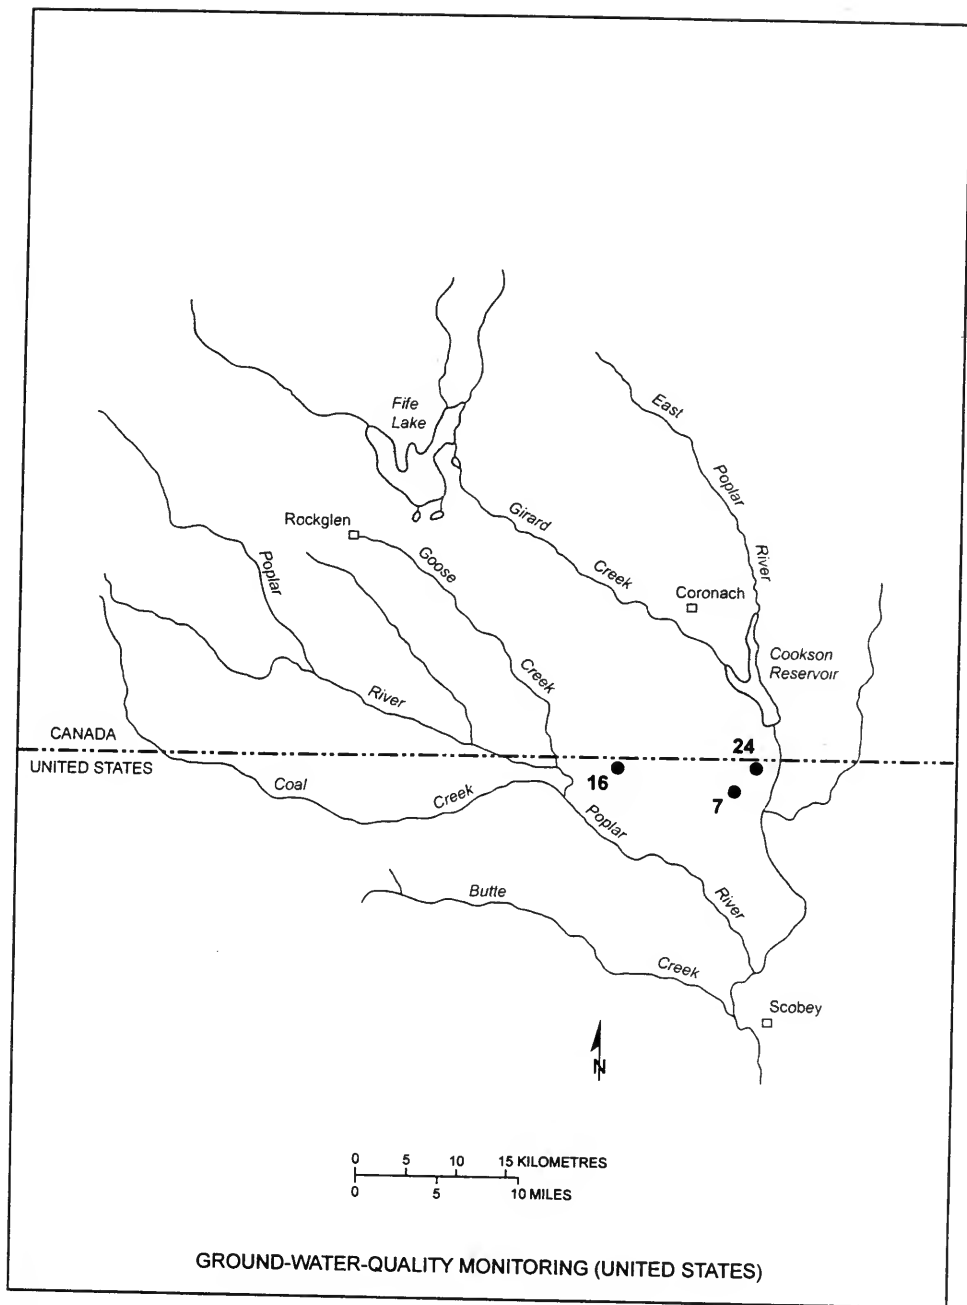 Fife
Lake
East
Poplar
River
Rockglen
Girard
Creek
Goose
Creek
Poplar
River
Coronach
Cookson
Reservoir
CANADA
UNITED STATES
24
16
7
Coal
Creek
Poplar
River
Butte
Creek
Scobey
N
0 5 10 15 KILOMETRES
0 5 10 MILES
GROUND-WATER-QUALITY MONITORING (UNITED STATES)